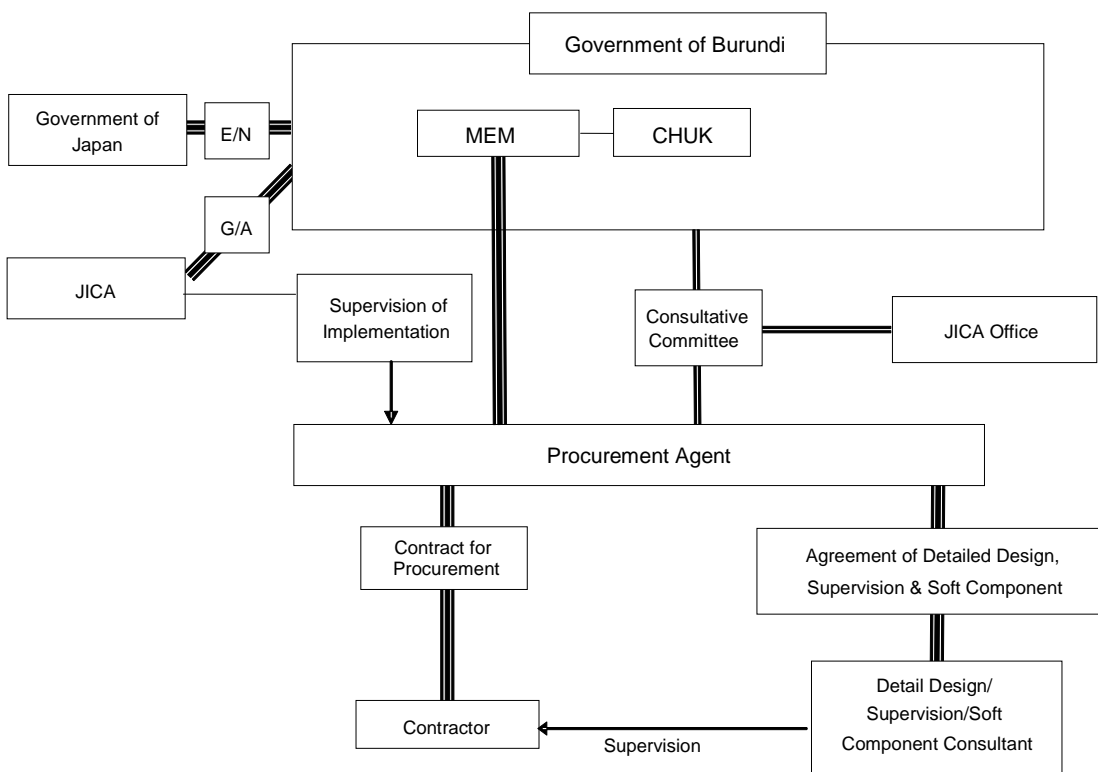 Government of Burundi
Government of
Japan
E/N
MEM
CHUK
G/A
JICA
Supervision of
Implementation
Consultative
Committee
JICA Office
Procurement Agent
Contract for
Procurement
Agreement of Detailed Design,
Supervision & Soft Component
Detail Design/
Supervision/Soft
Component Consultant
Contractor
Supervision